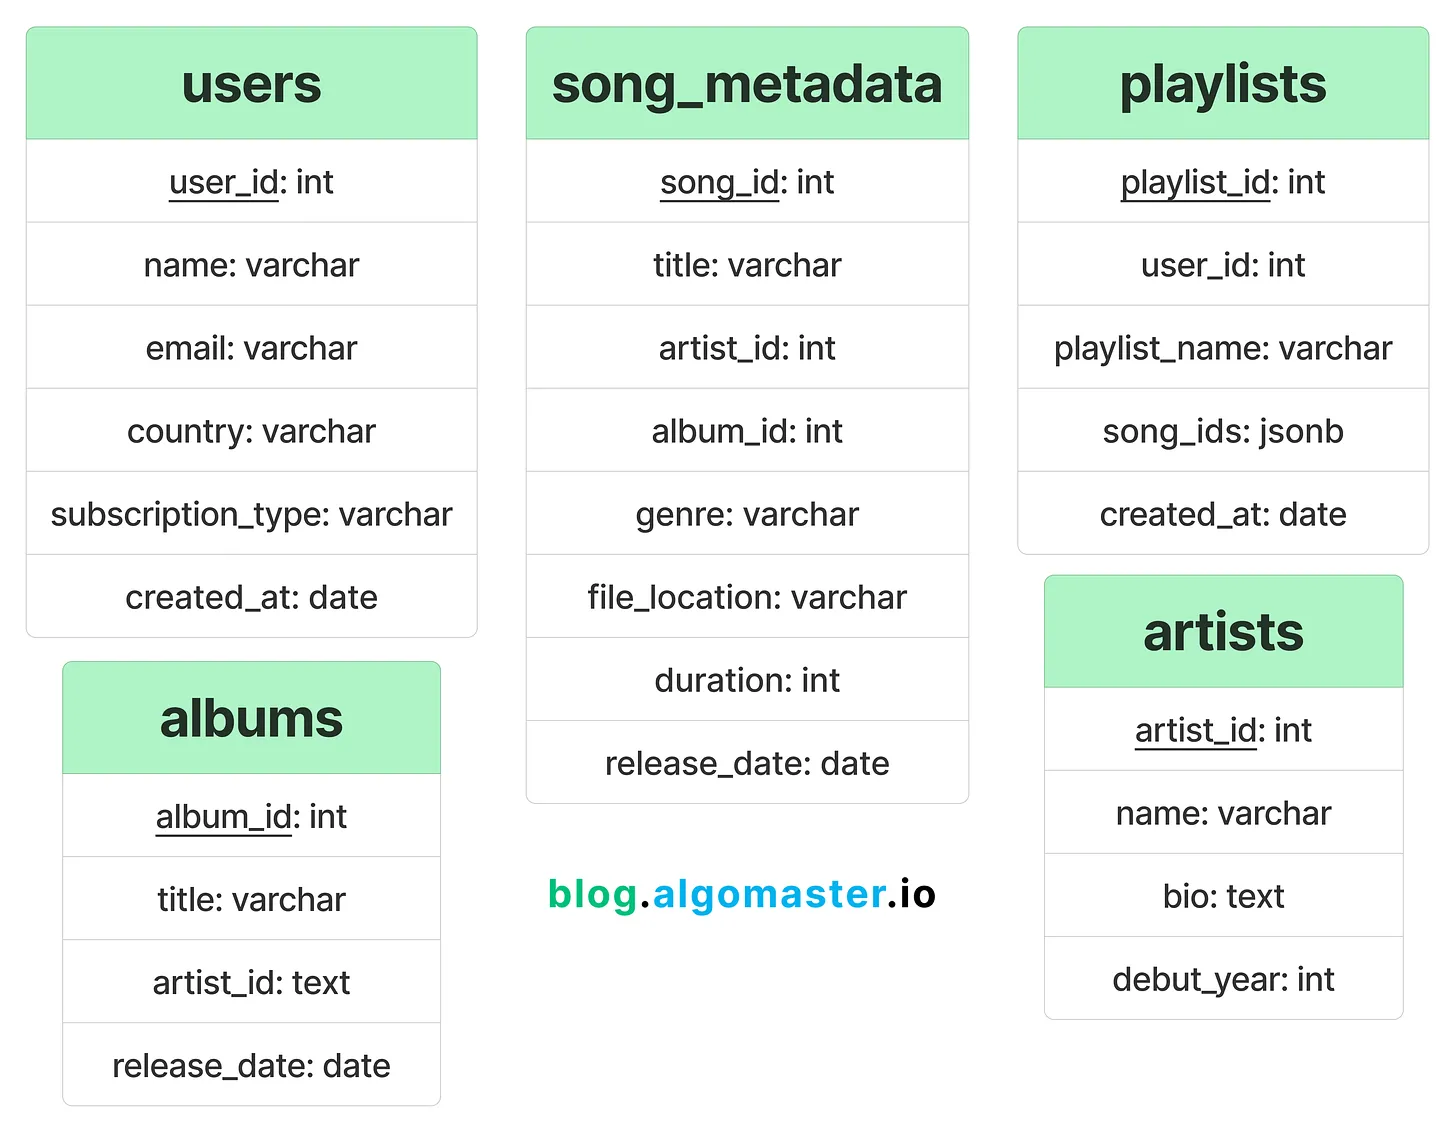 users
user_id: int
name: varchar
email: varchar
country: varchar
subscription_type: varchar
created_at: date
song_metadata
song_id: int
title: varchar
artist_id: int
album_id: int
genre: varchar
file_location: varchar
duration: int
release_date: date
playlists
playlist_id: int
user_id: int
playlist_name: varchar
song_ids: jsonb
created_at: date
albums
album_id: int
title: varchar
artist_id: text
release_date: date
artists
artist_id: int
name: varchar
bio: text
debut_year: int
blog.algomaster.io